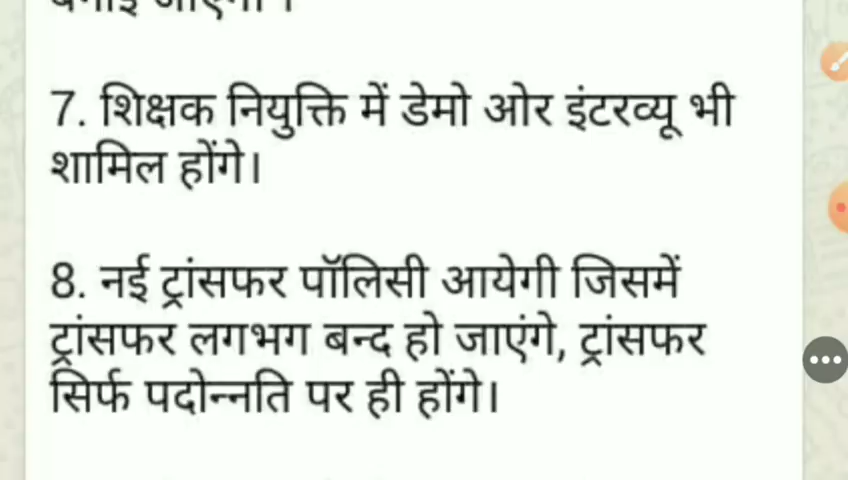 7. शिक्षक नियुक्ति में डेमो ओर इंटरव्यू भी
शामिल होंगे।
8. नई ट्रांसफर पॉलिसी आयेगी जिसमें
ट्रांसफर लगभग बन्द हो जाएंगे, ट्रांसफर
सिर्फ पदोन्नति पर ही होंगे।